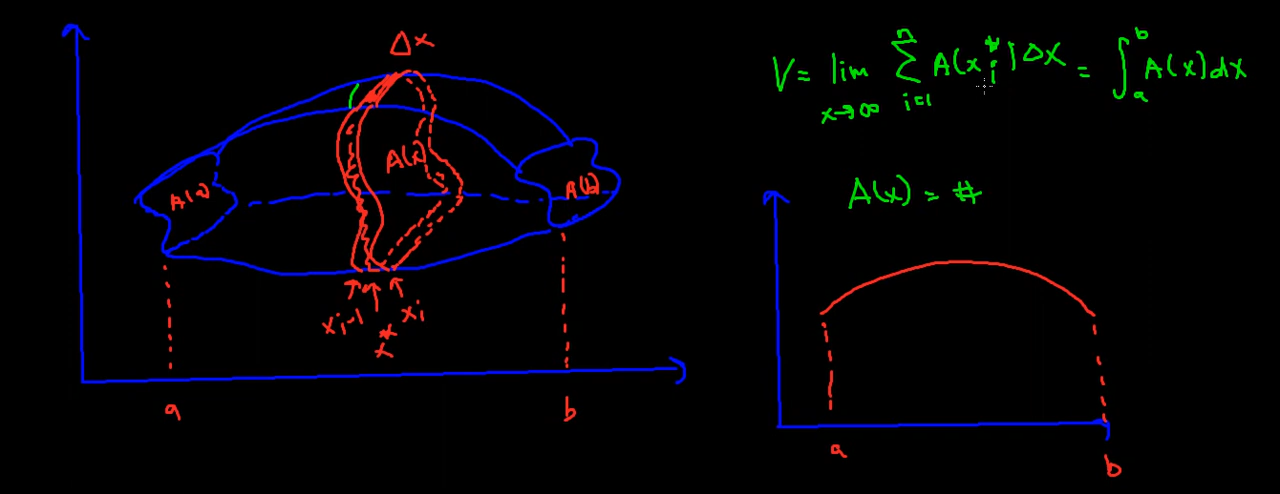 Δx
V = lim x→∞ n Σ i=1 A(x*i) Δx = ∫ b a A(x)dx
A(a)
A(x)
A(b)
A(x) = #
xi-1
x*
xi
a
b
a
b